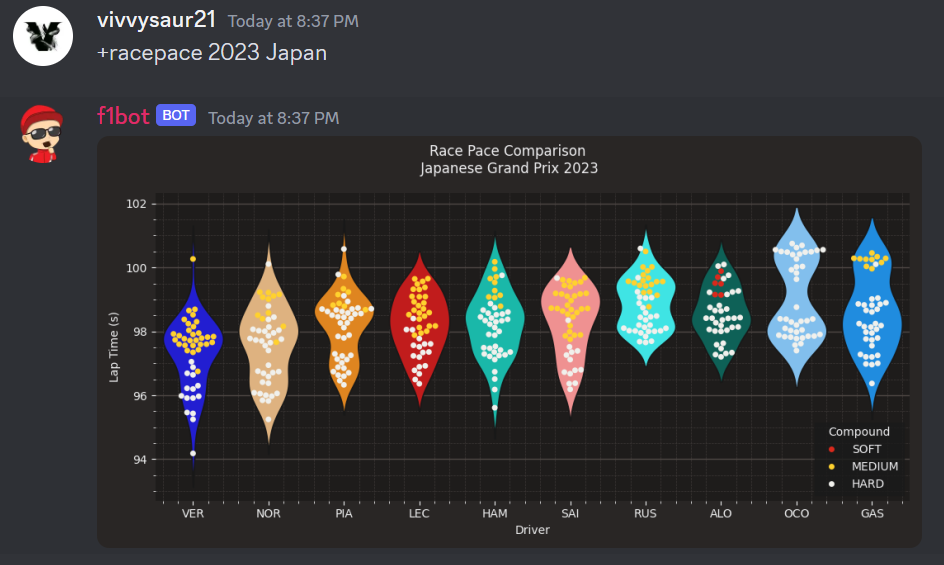 vivvysaur21 Today at 8:37 PM
+racepace 2023 Japan
f1bot BOT Today at 8:37 PM
Race Pace Comparison
Japanese Grand Prix 2023
102
100
98
96
94
Lap Time (s)
Compound
SOFT
MEDIUM
HARD
VER NOR PIA LEC HAM SAI RUS ALO OCO GAS
Driver